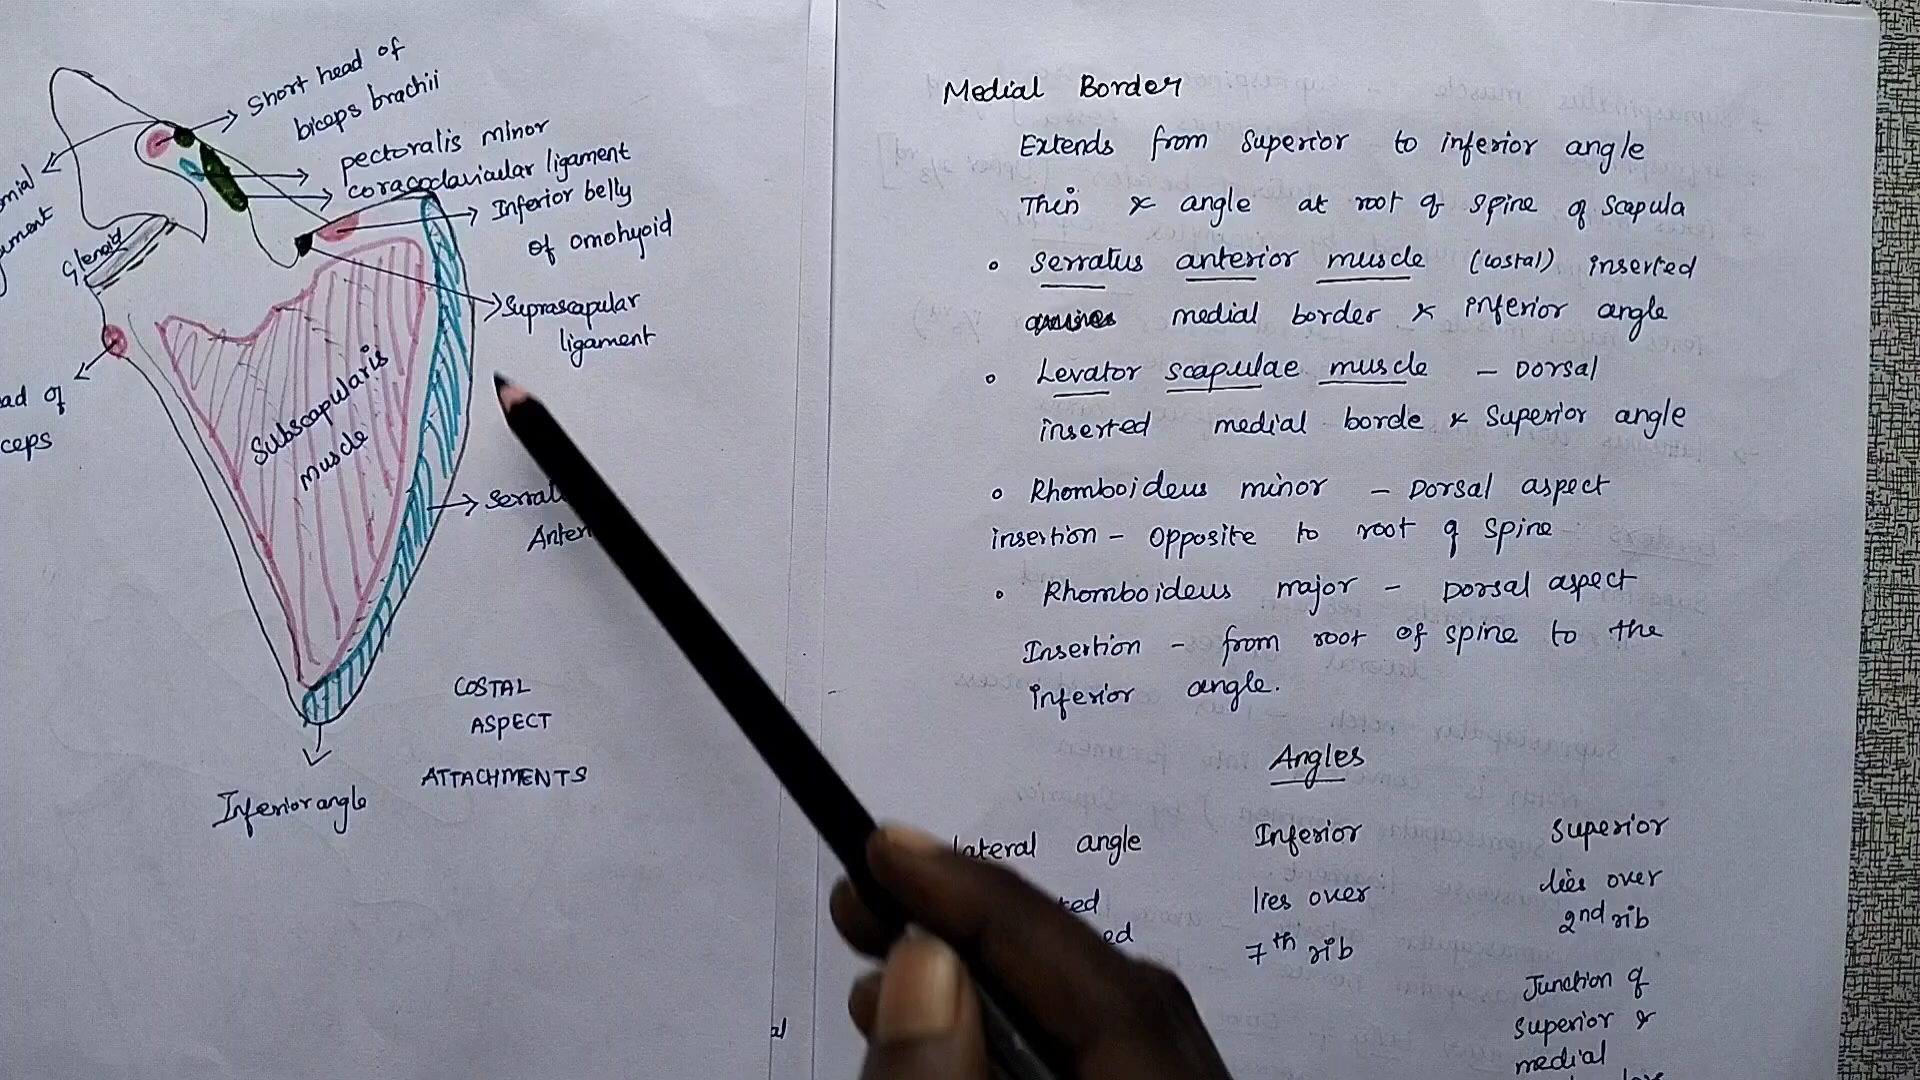 Short head of
biceps brachii
pectoralis minor
coracoclavicular ligament
Inferior belly
of omohyoid
Glenoid
Suprascapular
ligament
ad of
ceps
Subscapularis
muscle
Inferior angle
COSTAL
ASPECT
ATTACHMENTS
Medial Border
Extends from Superior to inferior angle
Thin & angle at root of spine of scapula
• Serratus anterior muscle (costal) inserted
medial border & inferior angle
• Levator scapulae muscle – Dorsal
inserted medial borde & Superior angle
• Rhomboideus minor – Dorsal aspect
insertion – Opposite to root of spine
• Rhomboideus major – Dorsal aspect
Insertion – from root of spine to the
inferior angle.
Angles
lateral angle Inferior Superior
lies over lies over
7th rib 2nd rib
Junction of
superior &
medial